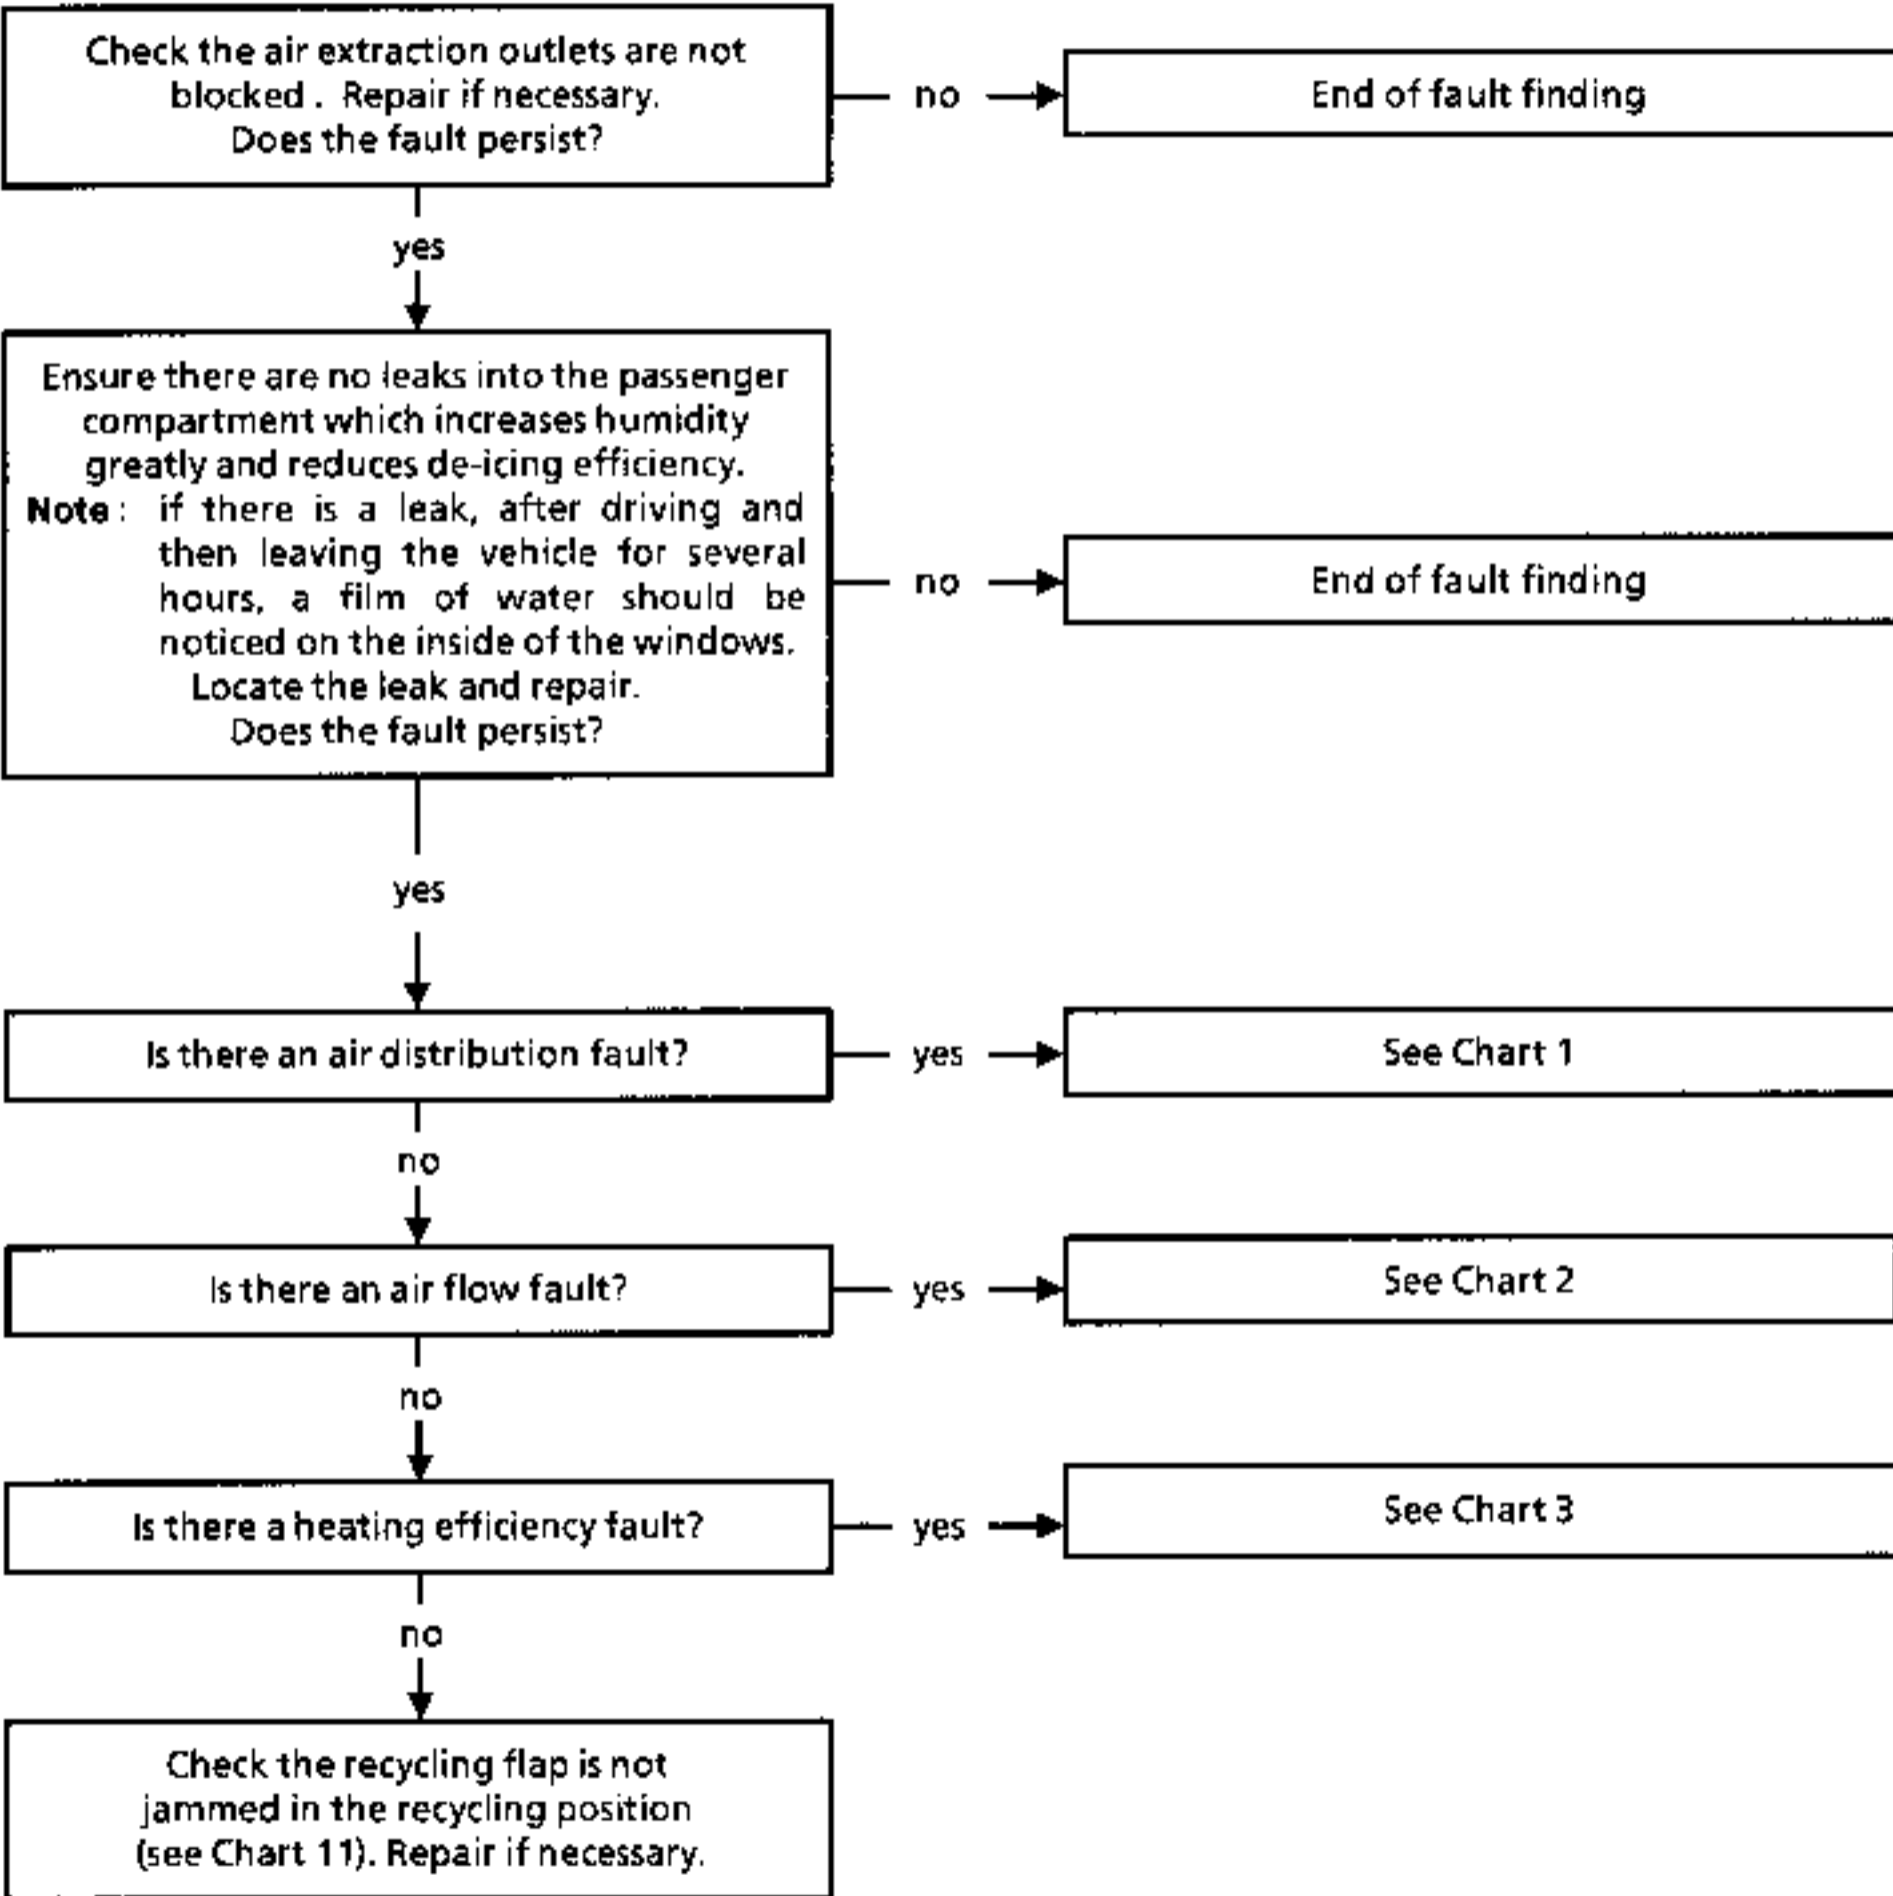 Check the air extraction outlets are not
blocked . Repair if necessary.
Does the fault persist?
no
End of fault finding
yes
Ensure there are no leaks into the passenger
compartment which increases humidity
greatly and reduces de-icing efficiency.
Note : if there is a leak, after driving and
then leaving the vehicle for several
hours, a film of water should be
noticed on the inside of the windows.
Locate the leak and repair.
Does the fault persist?
no
End of fault finding
yes
Is there an air distribution fault?
yes
See Chart 1
no
Is there an air flow fault?
yes
See Chart 2
no
Is there a heating efficiency fault?
yes
See Chart 3
no
Check the recycling flap is not
jammed in the recycling position
(see Chart 11). Repair if necessary.